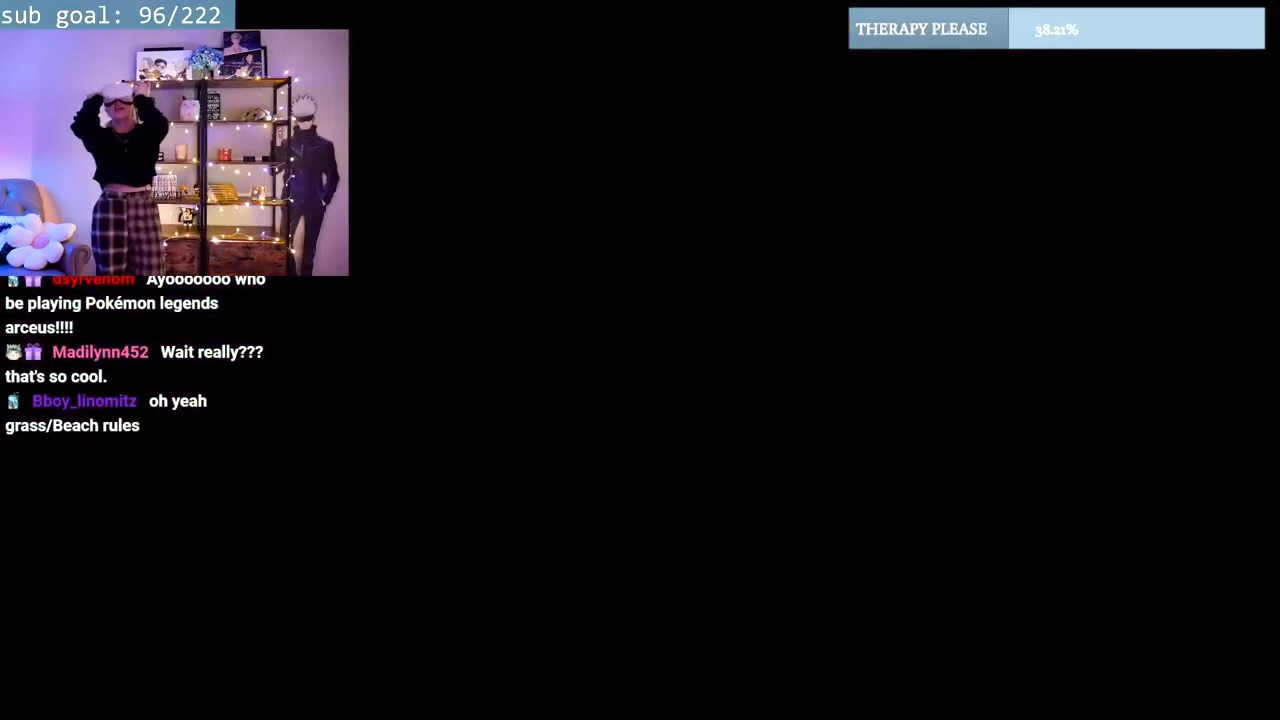 sub goal: 96/222
THERAPY PLEASE 38.21%
dsyrvenom Ayooooooo who
be playing Pokémon legends
arceus!!!!
Madilynn452 Wait really???
that's so cool.
Bboy_linomitz oh yeah
grass/Beach rules